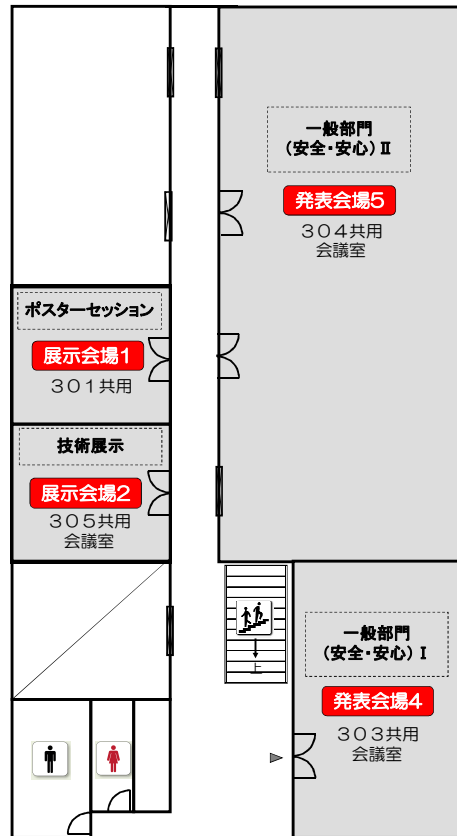 一般部門
(安全・安心)Ⅱ
発表会場5
304共用
会議室
ポスターセッション
展示会場1
301共用
技術展示
展示会場2
305共用
会議室
上
一般部門
(安全・安心)Ⅰ
発表会場4
303共用
会議室